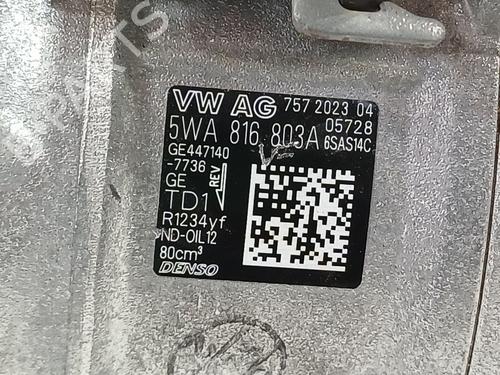 VW AG 757 2023 04
5WA 816 803A 05728
6SAS14C
GE447140
-7736
GE REV
TD1
R1234yf
ND-OIL12
80cm³
DENSO
PARTS